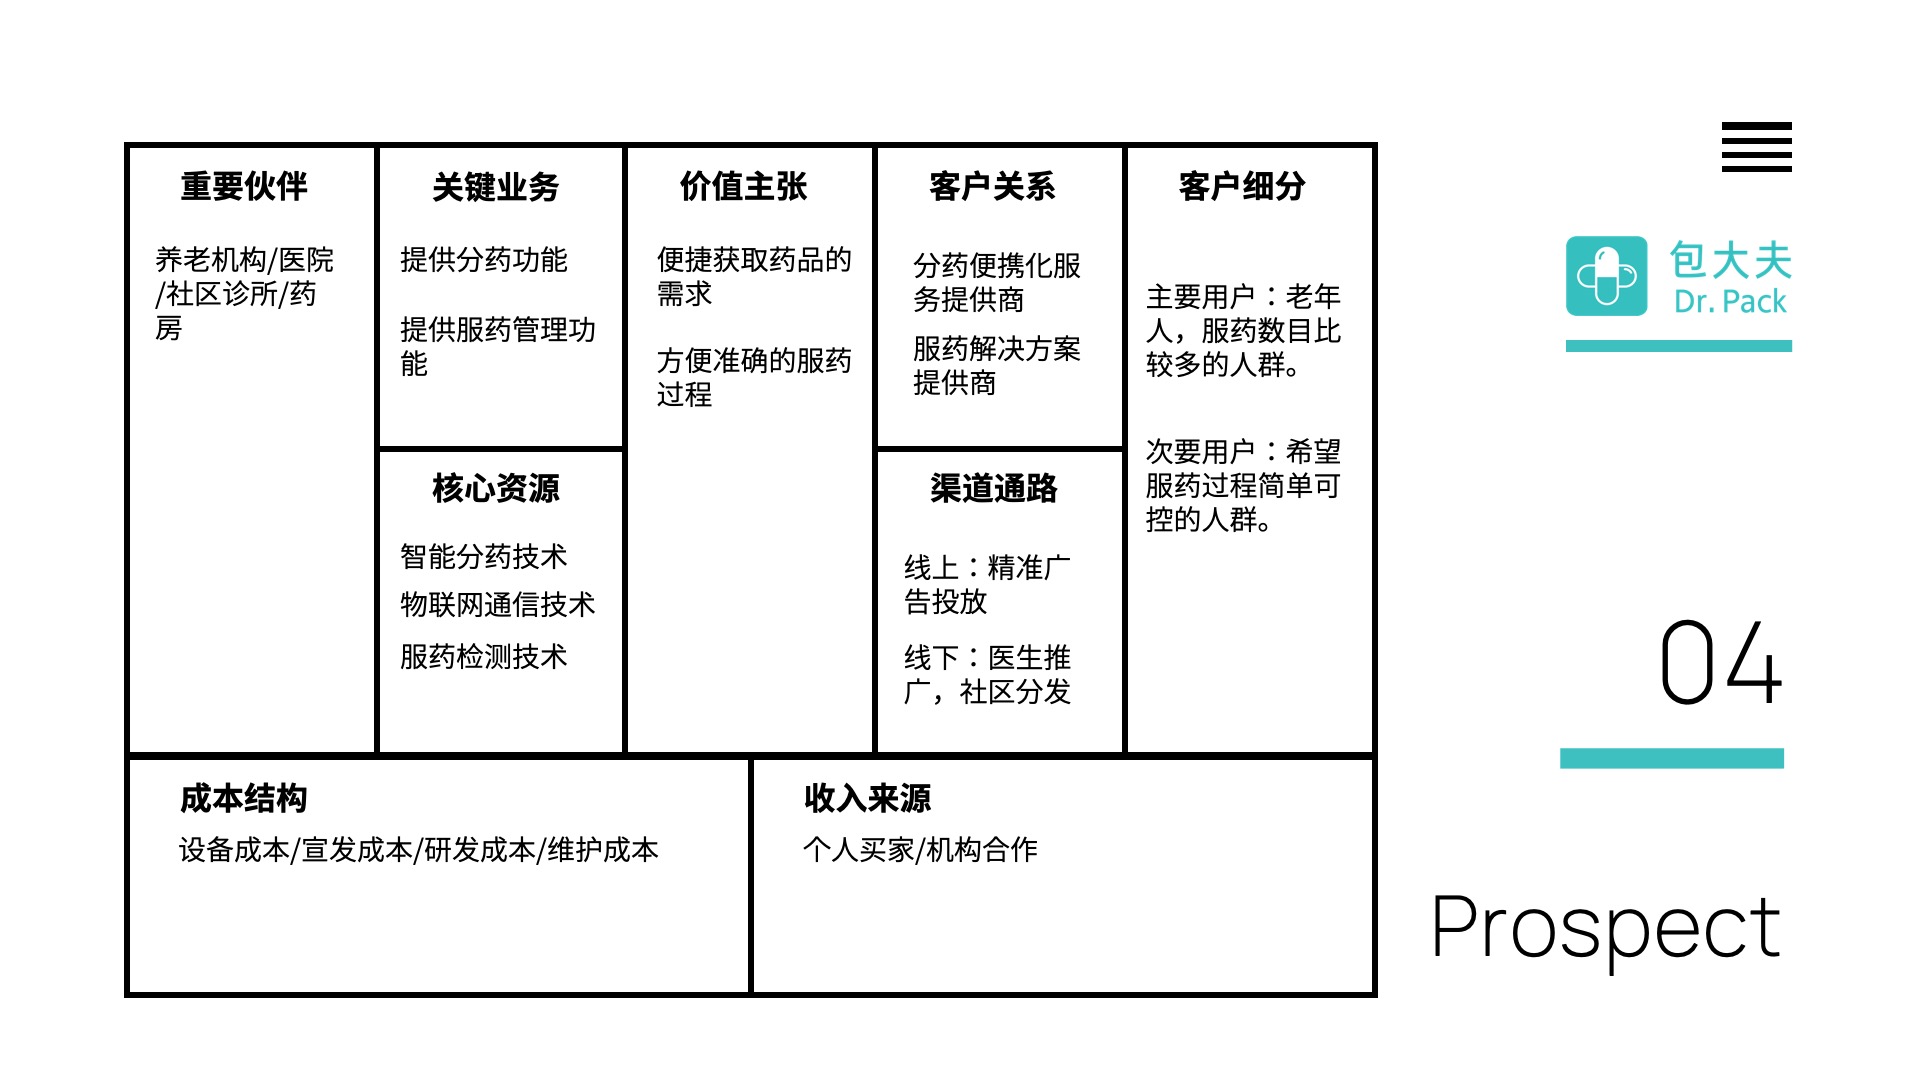 重要伙伴
养老机构/医院
/社区诊所/药
房
关键业务
提供分药功能
提供服药管理功
能
核心资源
智能分药技术
物联网通信技术
服药检测技术
价值主张
便捷获取药品的
需求
方便准确的服药
过程
客户关系
分药便携化服
务提供商
服药解决方案
提供商
渠道通路
线上：精准广
告投放
线下：医生推
广，社区分发
客户细分
主要用户：老年
人，服药数目比
较多的人群。
次要用户：希望
服药过程简单可
控的人群。
成本结构
设备成本/宣发成本/研发成本/维护成本
收入来源
个人买家/机构合作
包大夫
Dr. Pack
04
Prospect